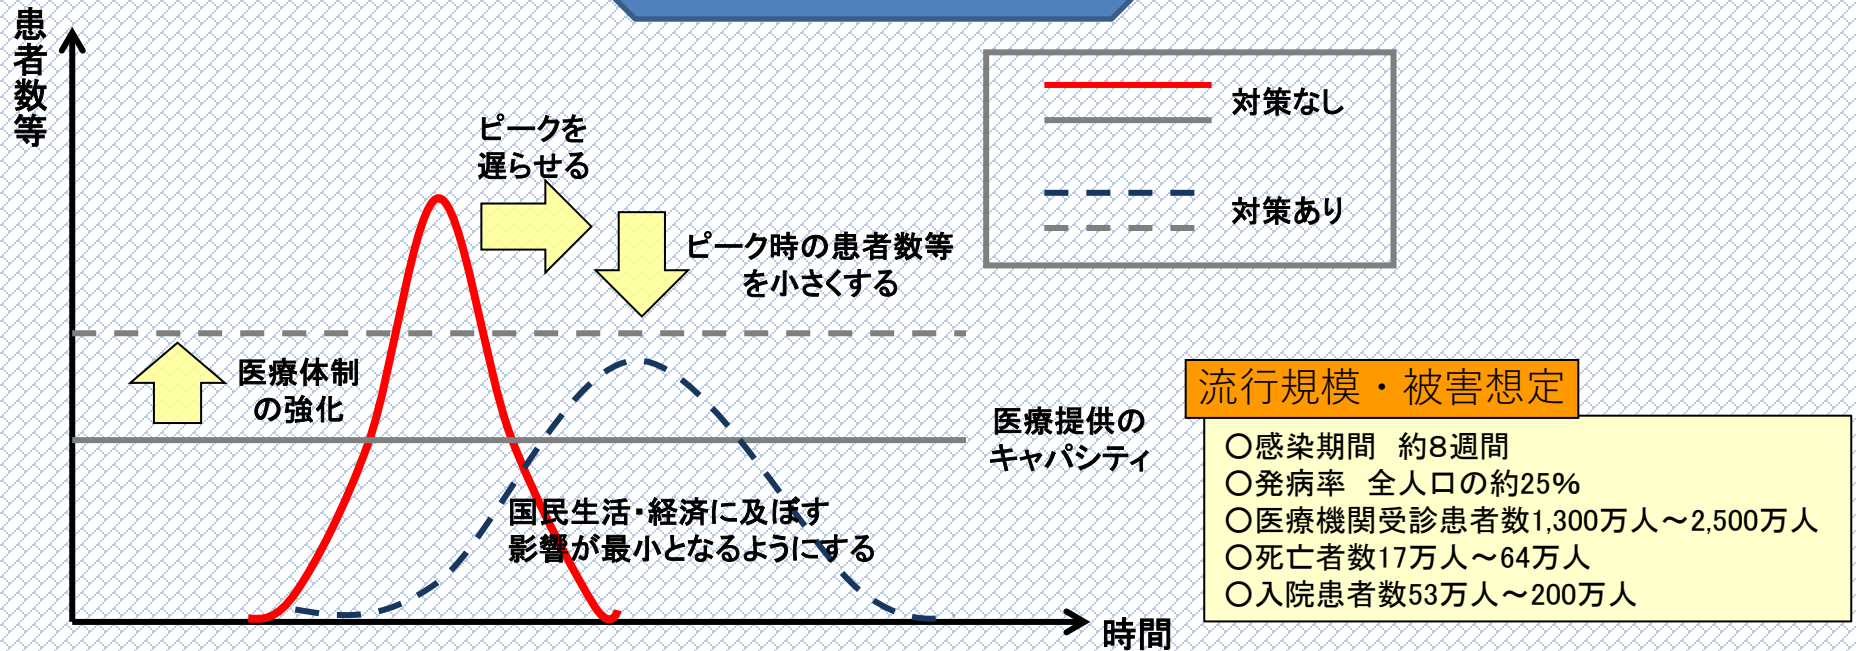 患者数等
ピークを
遅らせる
ピーク時の患者数等
を小さくする
対策なし
対策あり
医療体制
の強化
医療提供の
キャパシティ
国民生活・経済に及ぼす
影響が最小となるようにする
時間
流行規模・被害想定
○感染期間　約8週間
○発病率　全人口の約25%
○医療機関受診患者数1,300万人～2,500万人
○死亡者数17万人～64万人
○入院患者数53万人～200万人